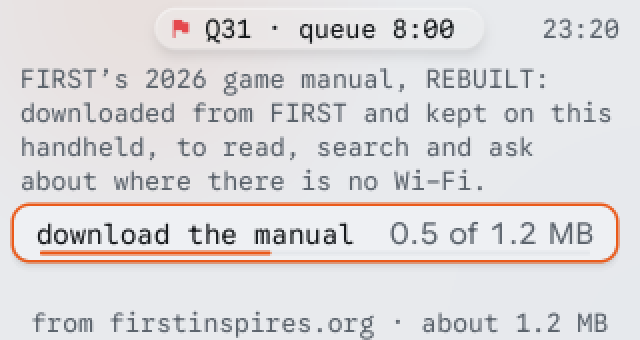 Q31 · queue 8:00
23:20
FIRST’s 2026 game manual, REBUILT:
downloaded from FIRST and kept on this
handheld, to read, search and ask
about where there is no Wi-Fi.
download the manual 0.5 of 1.2 MB
from firstinspires.org · about 1.2 MB